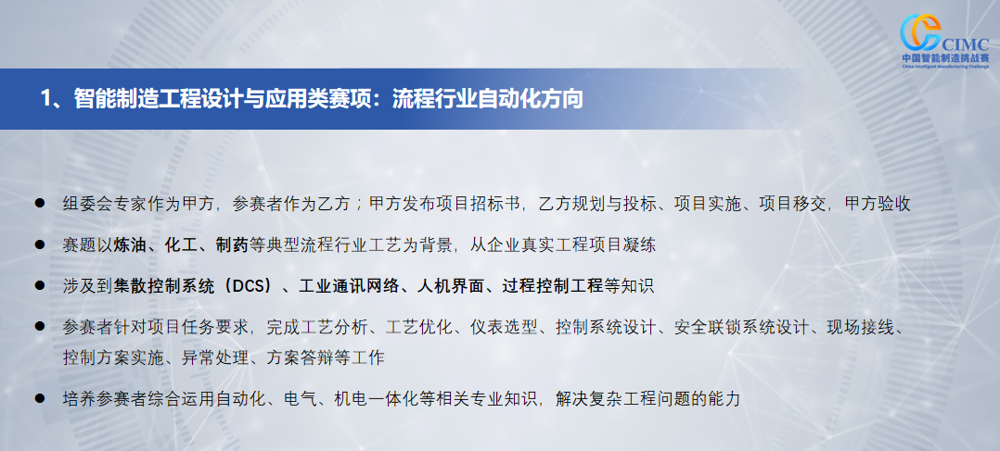 CIMC
中国智能制造挑战赛
China Intelligent Manufacturing Challenge
1、智能制造工程设计与应用类赛项：流程行业自动化方向
● 组委会专家作为甲方，参赛者作为乙方；甲方发布项目招标书，乙方规划与投标、项目实施、项目移交，甲方验收
● 赛题以炼油、化工、制药等典型流程行业工艺为背景，从企业真实工程项目凝练
● 涉及到集散控制系统（DCS）、工业通讯网络、人机界面、过程控制工程等知识
● 参赛者针对项目任务要求，完成工艺分析、工艺优化、仪表选型、控制系统设计、安全联锁系统设计、现场接线、
控制方案实施、异常处理、方案答辩等工作
● 培养参赛者综合运用自动化、电气、机电一体化等相关专业知识，解决复杂工程问题的能力